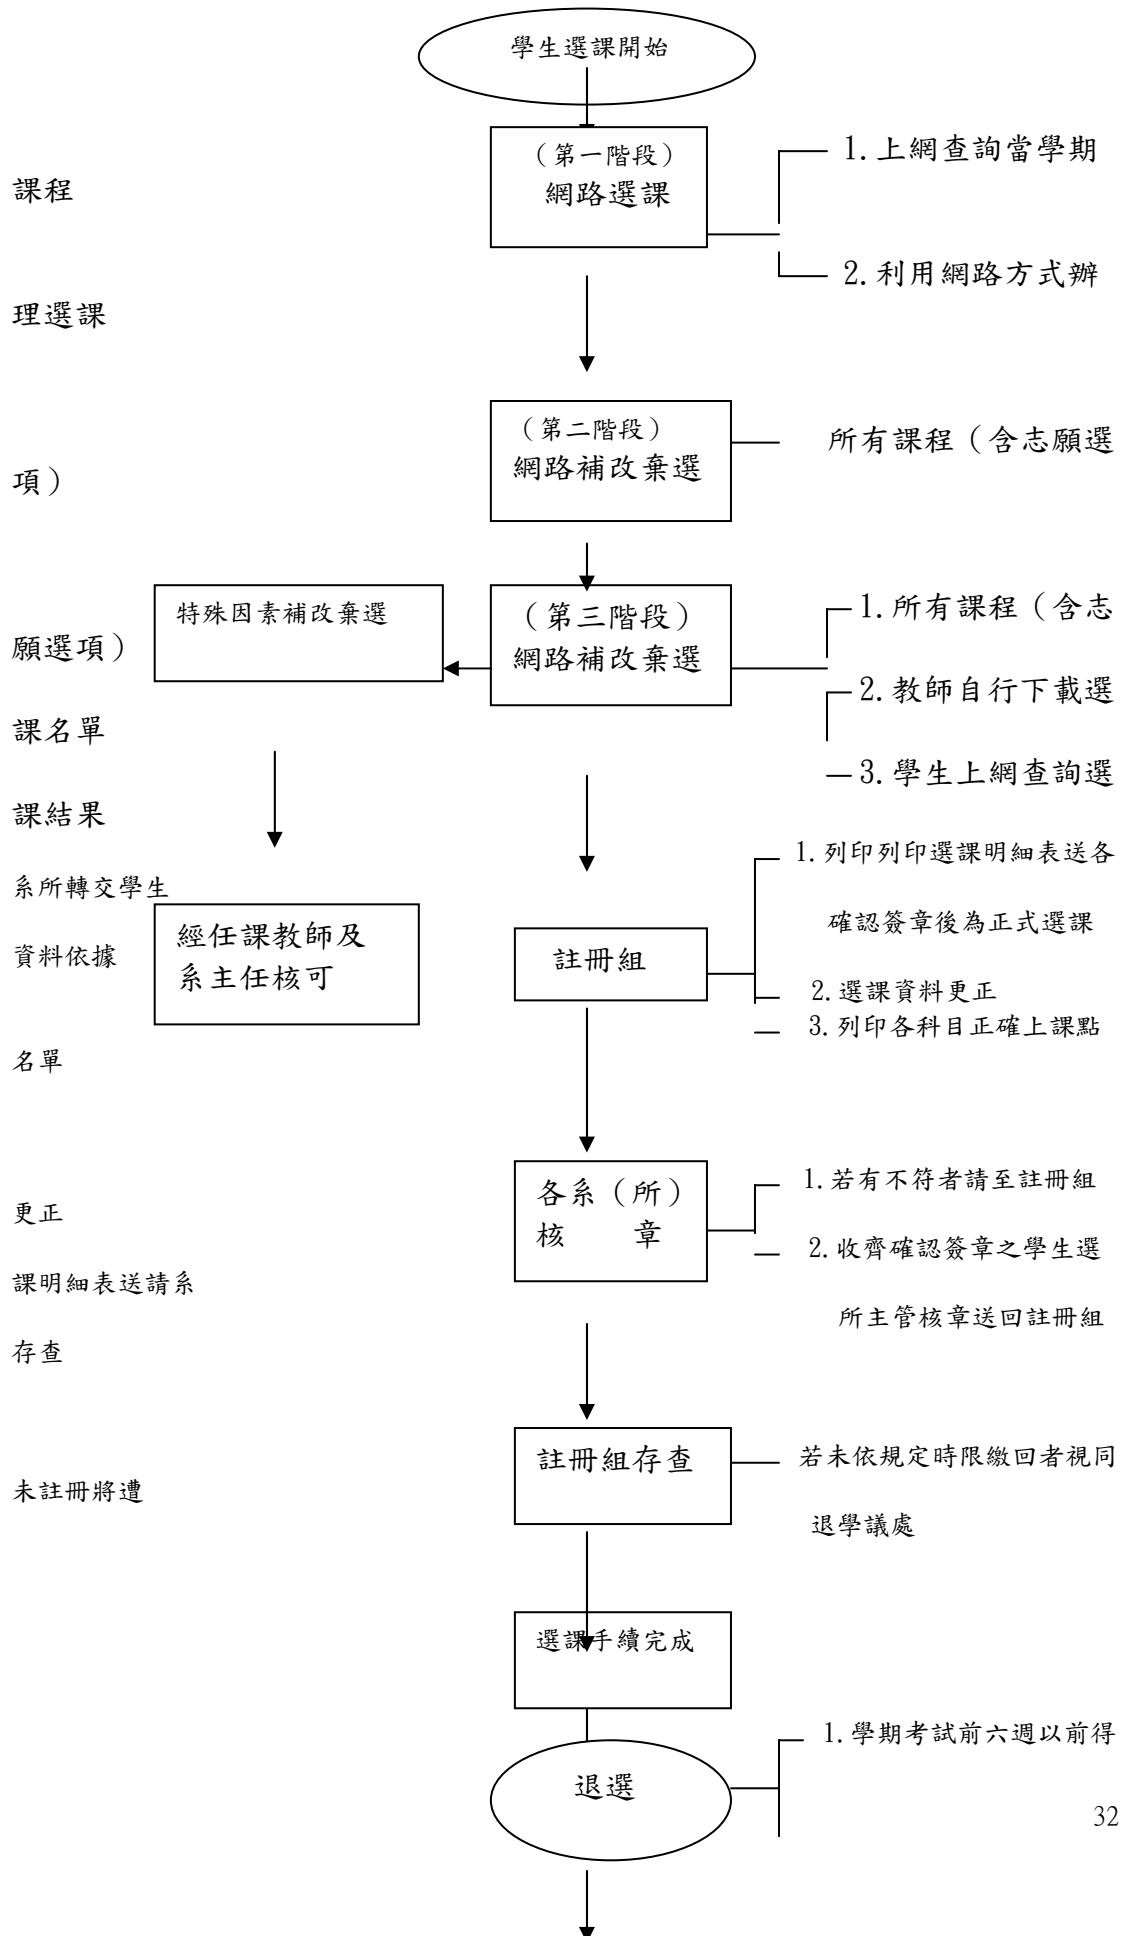 學生選課開始
（第一階段）
網路選課
1.上網查詢當學期
課程
2.利用網路方式辦
理選課
（第二階段）
網路補改棄選
所有課程（含志願選
項）
特殊因素補改棄選
（第三階段）
網路補改棄選
1.所有課程（含志
願選項）
2.教師自行下載選
課名單
3.學生上網查詢選
課結果
1.列印列印選課明細表送各
系所轉交學生
經任課教師及
系主任核可
註冊組
確認簽章後為正式選課
資料依據
2.選課資料更正
3.列印各科目正確上課點
名單
各系（所）
核　　章
1.若有不符者請至註冊組
更正
2.收齊確認簽章之學生選
課明細表送請系
所主管核章送回註冊組
存查
註冊組存查
若未依規定時限繳回者視同
未註冊將遭
退學議處
選課手續完成
1.學期考試前六週以前得
退選
32